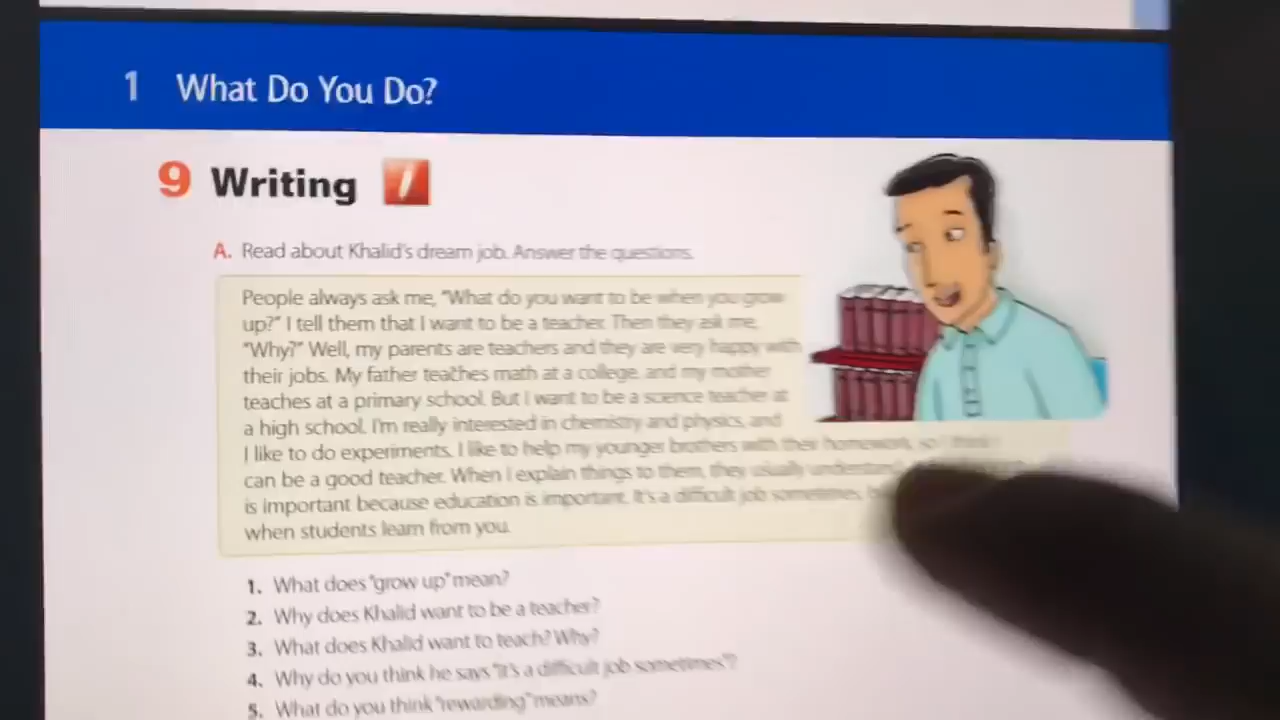 1 What Do You Do?
9 Writing
A. Read about Khalid's dream job. Answer the questions.
People always ask me, "What do you want to be when you grow
up?" I tell them that I want to be a teacher. Then they ask me,
"Why?" Well, my parents are teachers and they are very happy with
their jobs. My father teaches math at a college, and my mother
teaches at a primary school. But I want to be a science teacher at
a high school. I'm really interested in chemistry and physics, and
I like to do experiments. I like to help my younger brothers with their homework, so I think I
can be a good teacher. When I explain things to them, they usually understand
is important because education is important. It's a difficult job sometimes,
when students learn from you.
1. What does "grow up" mean?
2. Why does Khalid want to be a teacher?
3. What does Khalid want to teach? Why?
4. Why do you think he says "it's a difficult job sometimes"?
5. What do you think "rewarding" means?